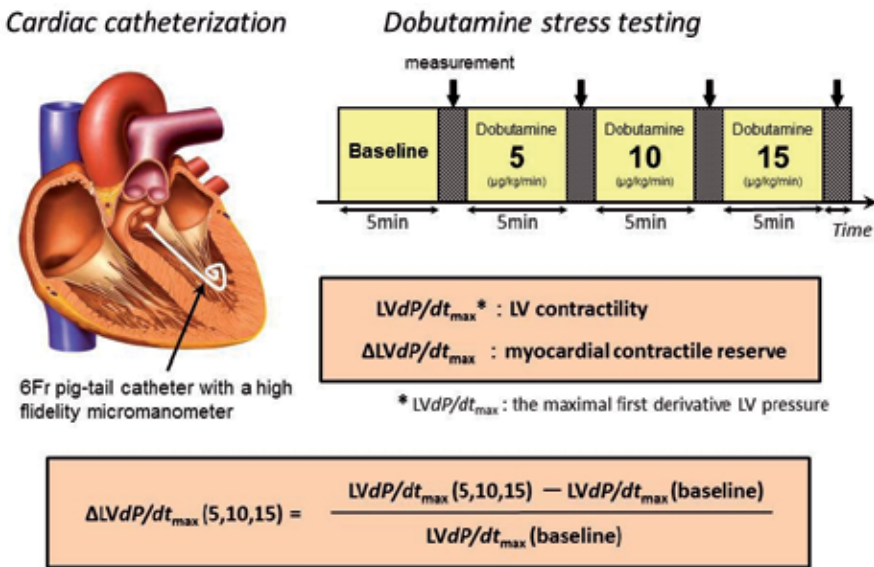 Cardiac catheterization
Dobutamine stress testing
measurement
Baseline
Dobutamine
5
(μg/kg/min)
Dobutamine
10
(μg/kg/min)
Dobutamine
15
(μg/kg/min)
5min
5min
5min
5min
Time
LVdP/dtmax* : LV contractility
ΔLVdP/dtmax : myocardial contractile reserve
* LVdP/dtmax : the maximal first derivative LV pressure
6Fr pig-tail catheter with a high
flidelity micromanometer
ΔLVdP/dtmax (5,10,15) =
LVdP/dtmax (5,10,15) — LVdP/dtmax (baseline)
LVdP/dtmax (baseline)